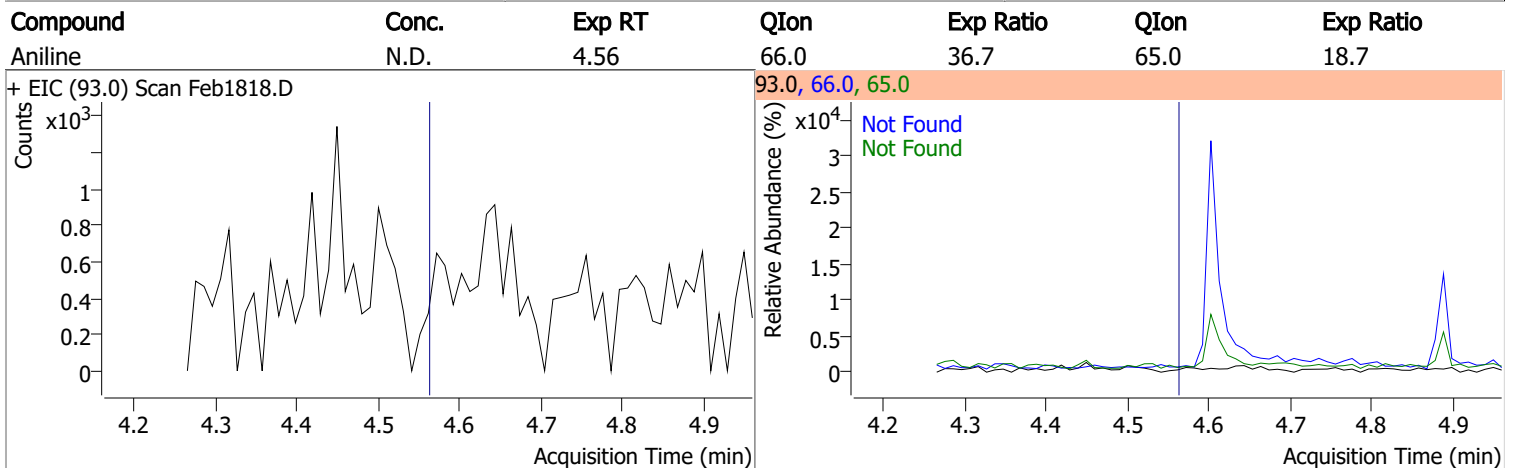 Compound Conc. Exp RT QIon Exp Ratio QIon Exp Ratio
Aniline N.D. 4.56 66.0 36.7 65.0 18.7
+ EIC (93.0) Scan Feb1818.D
Counts
x103
1
0.8
0.6
0.4
0.2
0
4.2 4.3 4.4 4.5 4.6 4.7 4.8 4.9
Acquisition Time (min)
93.0, 66.0, 65.0
Relative Abundance (%)
x104
Not Found
Not Found
3
2.5
2
1.5
1
0.5
0
4.2 4.3 4.4 4.5 4.6 4.7 4.8 4.9
Acquisition Time (min)